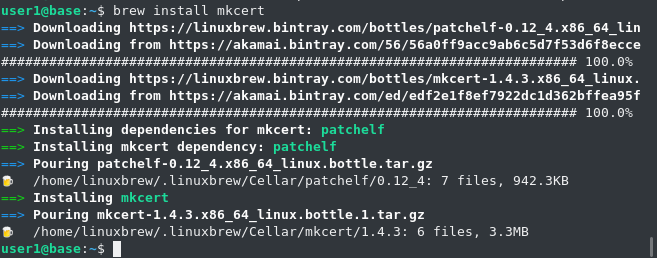 user1@base:~$ brew install mkcert
==> Downloading https://linuxbrew.bintray.com/bottles/patchelf-0.12_4.x86_64_lin
==> Downloading from https://akamai.bintray.com/56/56a0ff9acc9ab6c5d7f53d6f8ecce
######################################################################## 100.0%
==> Downloading https://linuxbrew.bintray.com/bottles/mkcert-1.4.3.x86_64_linux.
==> Downloading from https://akamai.bintray.com/ed/edf2e1f8ef7922dc1d362bffea95f
######################################################################## 100.0%
==> Installing dependencies for mkcert: patchelf
==> Installing mkcert dependency: patchelf
==> Pouring patchelf-0.12_4.x86_64_linux.bottle.tar.gz
🍺 /home/linuxbrew/.linuxbrew/Cellar/patchelf/0.12_4: 7 files, 942.3KB
==> Installing mkcert
==> Pouring mkcert-1.4.3.x86_64_linux.bottle.1.tar.gz
🍺 /home/linuxbrew/.linuxbrew/Cellar/mkcert/1.4.3: 6 files, 3.3MB
user1@base:~$